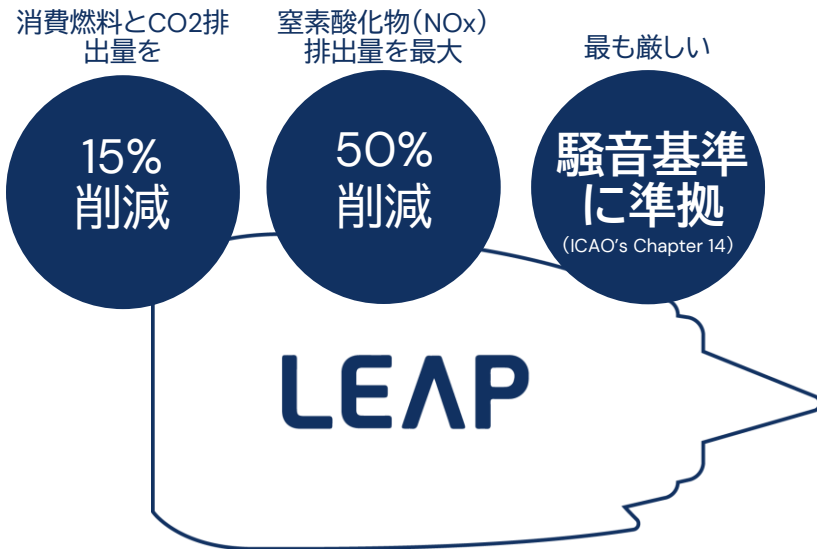 消費燃料とCO2排
出量を
15%
削減
窒素酸化物(NOx)
排出量を最大
50%
削減
最も厳しい
騒音基準
に準拠
(ICAO's Chapter 14)
LEAP